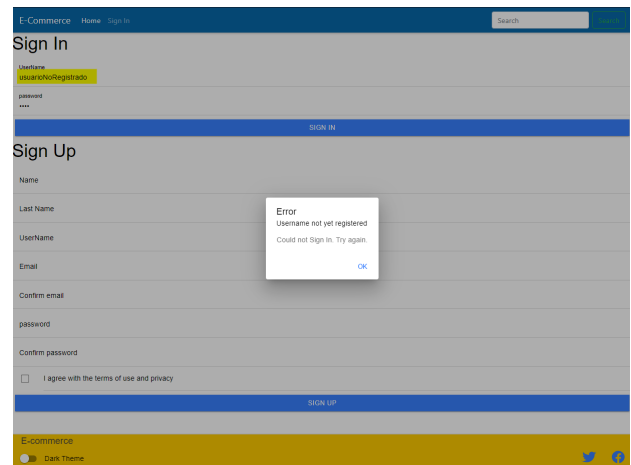 E-Commerce Home Sign In Search Search
Sign In
UserName
usuarioNoRegistrado
password
SIGN IN
Sign Up
Name
Last Name
UserName
Email
Confirm email
password
Confirm password
I agree with the terms of use and privacy
SIGN UP
Error
Username not yet registered
Could not Sign In. Try again.
OK
E-commerce
Dark Theme